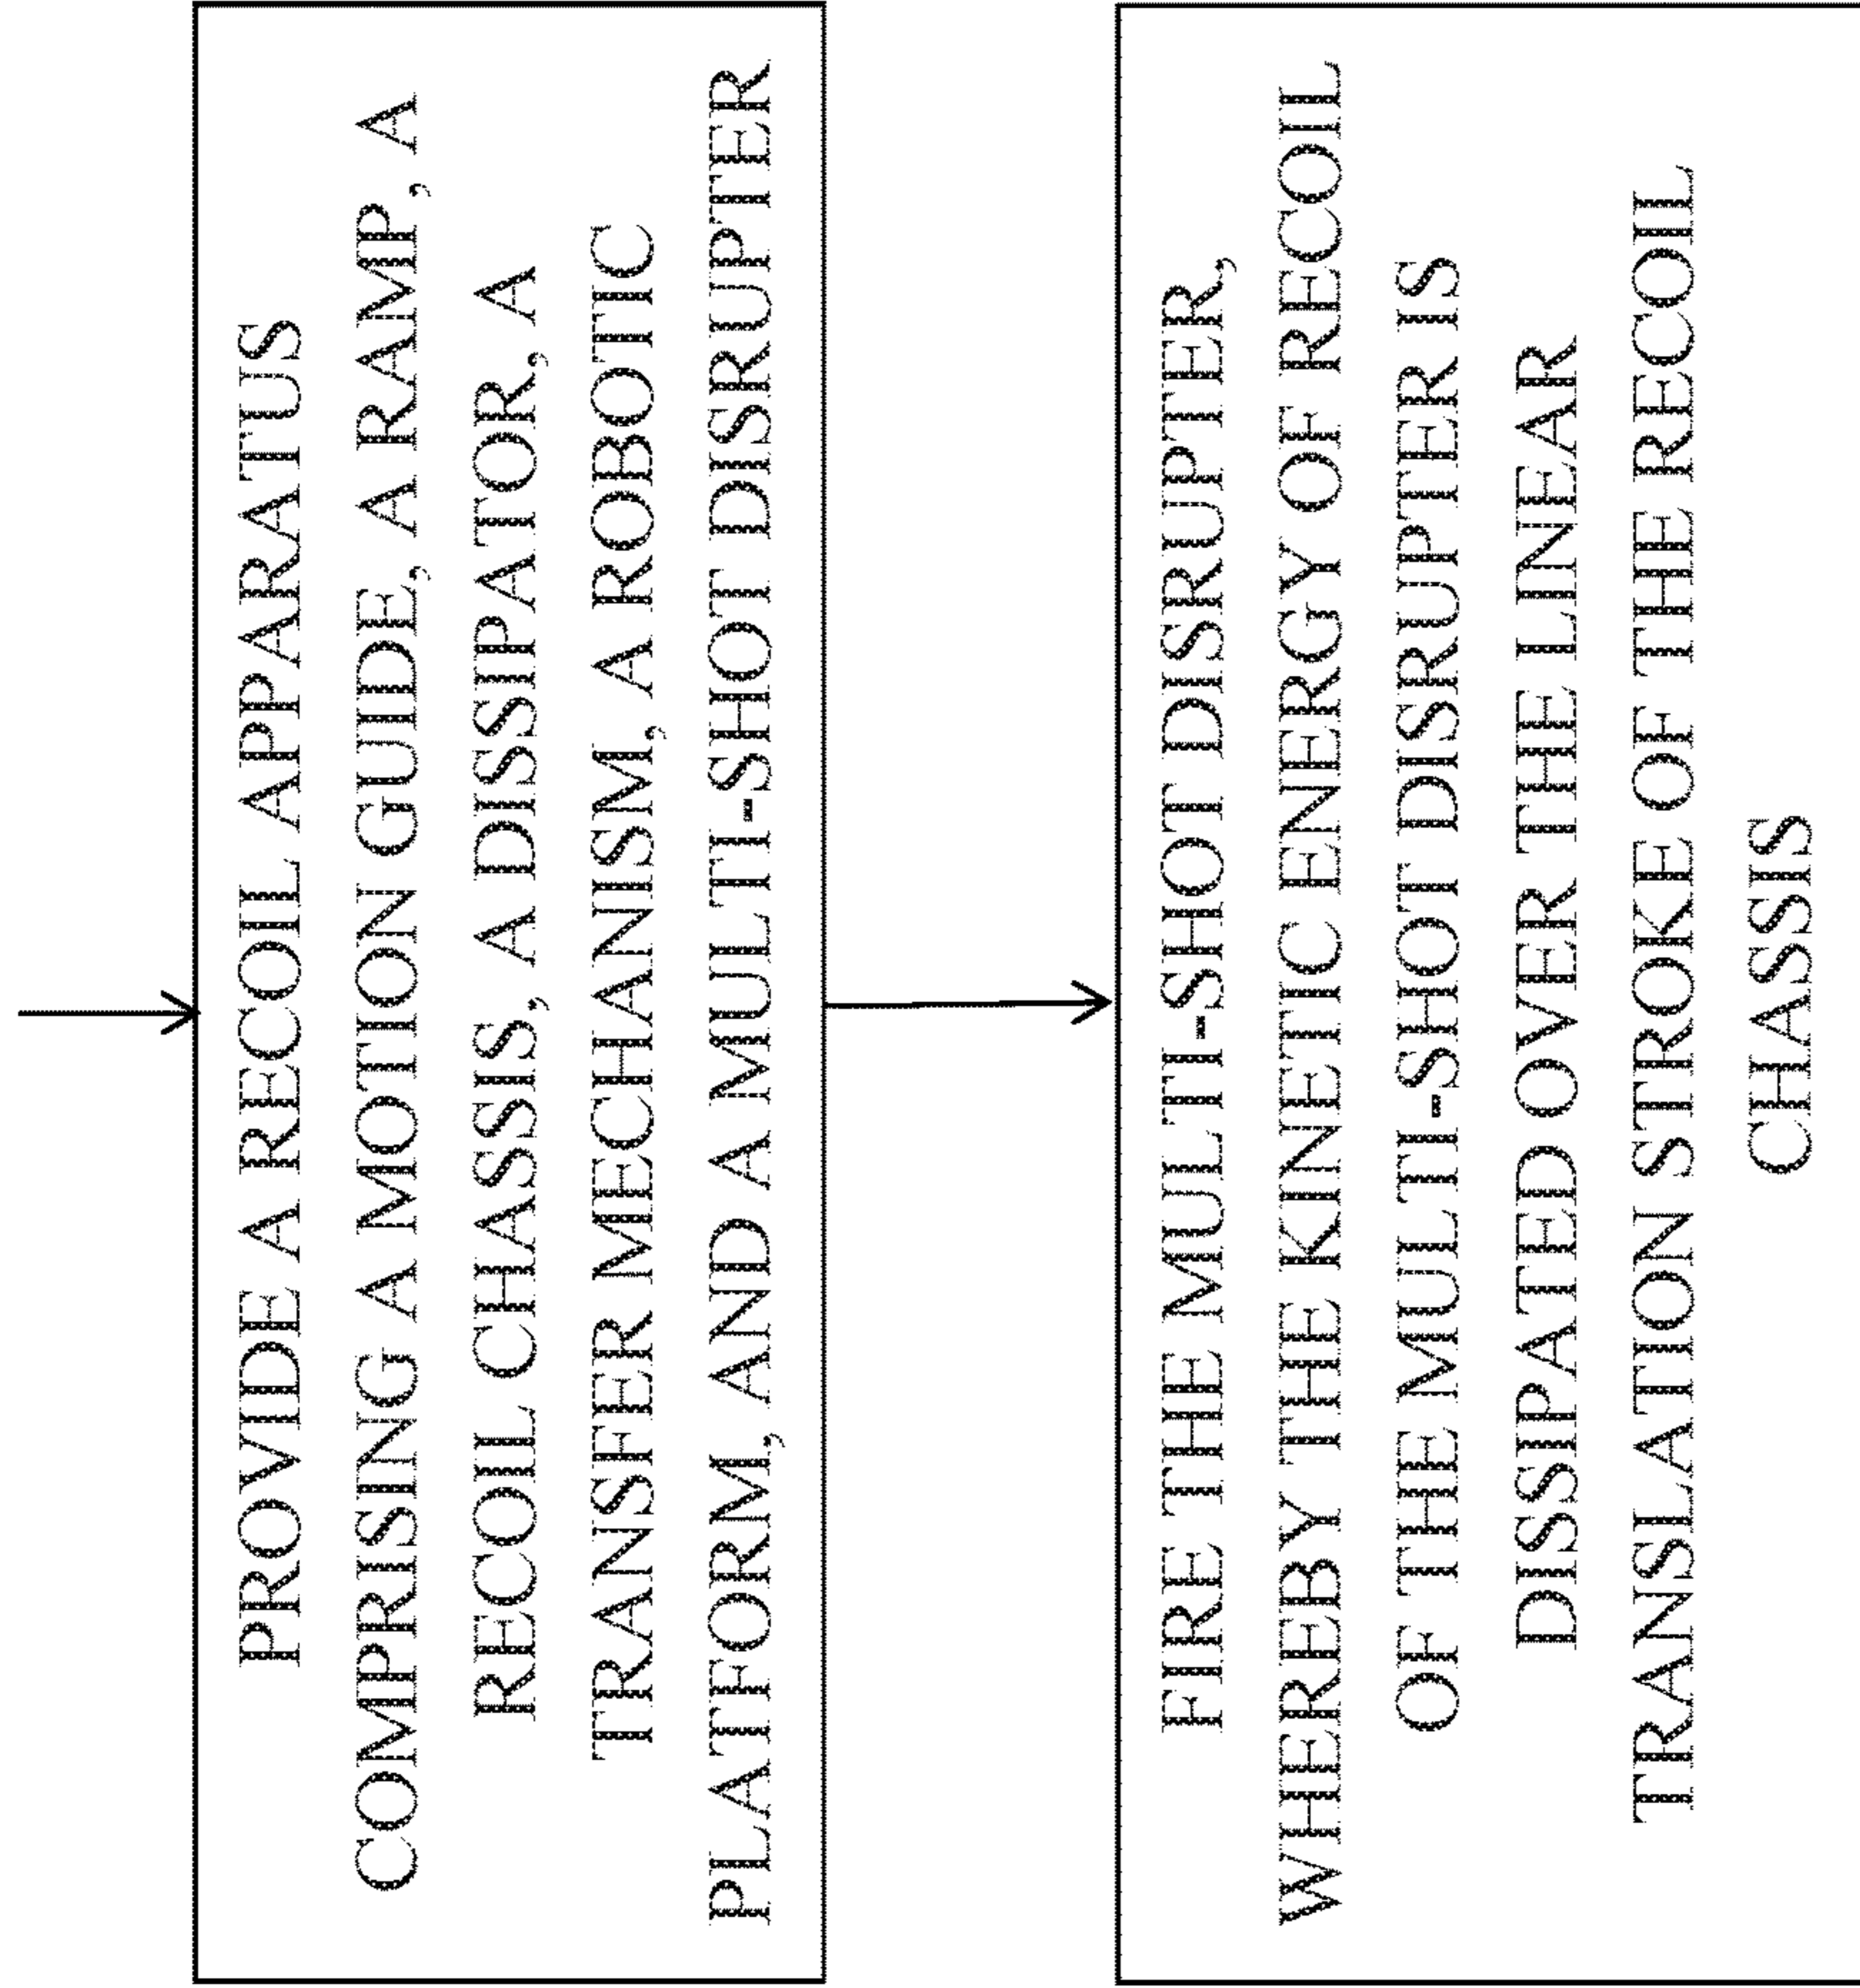 PROVIDE A RECOIL APPARATUS
COMPRISING A MOTION GUIDE, A RAMP, A
RECOIL CHASSIS, A DISSIPATOR, A
TRANSFER MECHANISM, A ROBOTIC
PLATFORM, AND A MULTI-SHOT DISRUPTER
FIRE THE MULTI-SHOT DISRUPTER,
WHEREBY THE KINETIC ENERGY OF RECOIL
OF THE MULTI-SHOT DISRUPTER IS
DISSIPATED OVER THE LINEAR
TRANSLATION STROKE OF THE RECOIL
CHASSIS